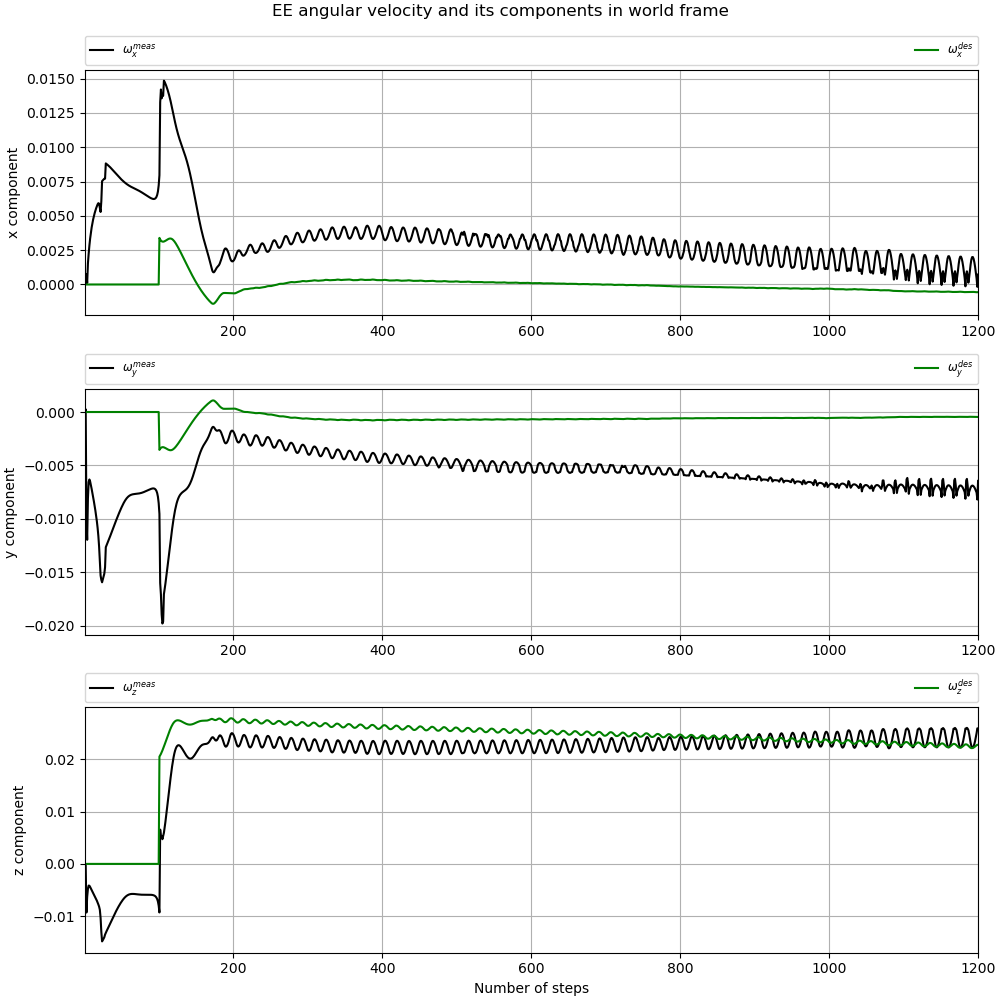 EE angular velocity and its components in world frame
ω_x^{meas} ω_x^{des}
0.0150
0.0125
0.0100
0.0075
0.0050
0.0025
0.0000
x component
200 400 600 800 1000 1200
ω_y^{meas} ω_y^{des}
0.000
−0.005
−0.010
−0.015
−0.020
y component
200 400 600 800 1000 1200
ω_z^{meas} ω_z^{des}
0.02
0.01
0.00
−0.01
z component
200 400 600 800 1000 1200
Number of steps